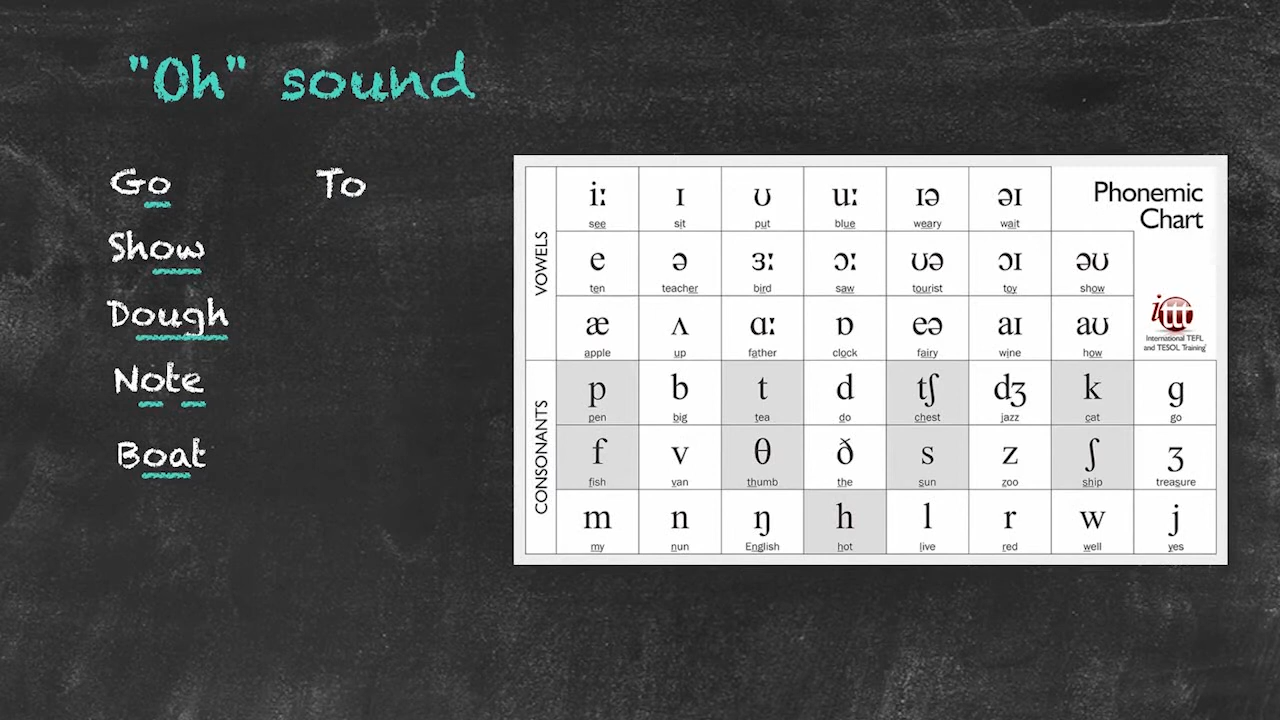 "Oh" sound
Go To
Show
Dough
Note
Boat
Phonemic
Chart
VOWELS
iː ɪ ʊ uː ɪə əɪ
see sit put blue weary wait
e ə ɜː ɔː ʊə ɔɪ əʊ
ten teacher bird saw tourist toy show
æ ʌ ɑː ɒ eə aɪ aʊ
apple up father clock fairy wine how
ittt
International TEFL
and TESOL Training
CONSONANTS
p b t d tʃ dʒ k g
pen big tea do chest jazz cat go
f v θ ð s z ʃ ʒ
fish van thumb the sun zoo ship treasure
m n ŋ h l r w j
my nun English hot live red well yes